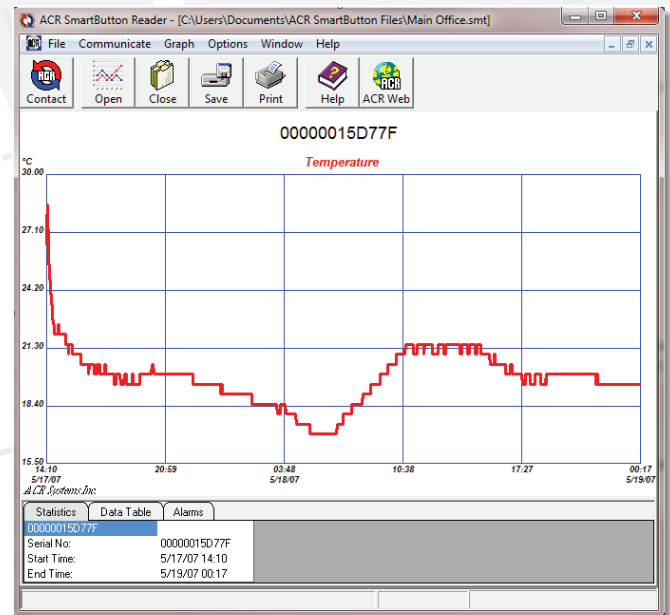 ACR SmartButton Reader - [C:\Users\Documents\ACR SmartButton Files\Main Office.smt]
ACR File Communicate Graph Options Window Help
ACR
Contact Open Close Save Print Help ACR Web
00000015D77F
°C Temperature
30.00
27.10
24.20
21.30
18.40
15.50
14:10 20:59 03:48 10:38 17:27 00:17
5/17/07 5/18/07 5/19/07
ACR Systems Inc.
Statistics Data Table Alarms
00000015D77F
Serial No: 00000015D77F
Start Time: 5/17/07 14:10
End Time: 5/19/07 00:17